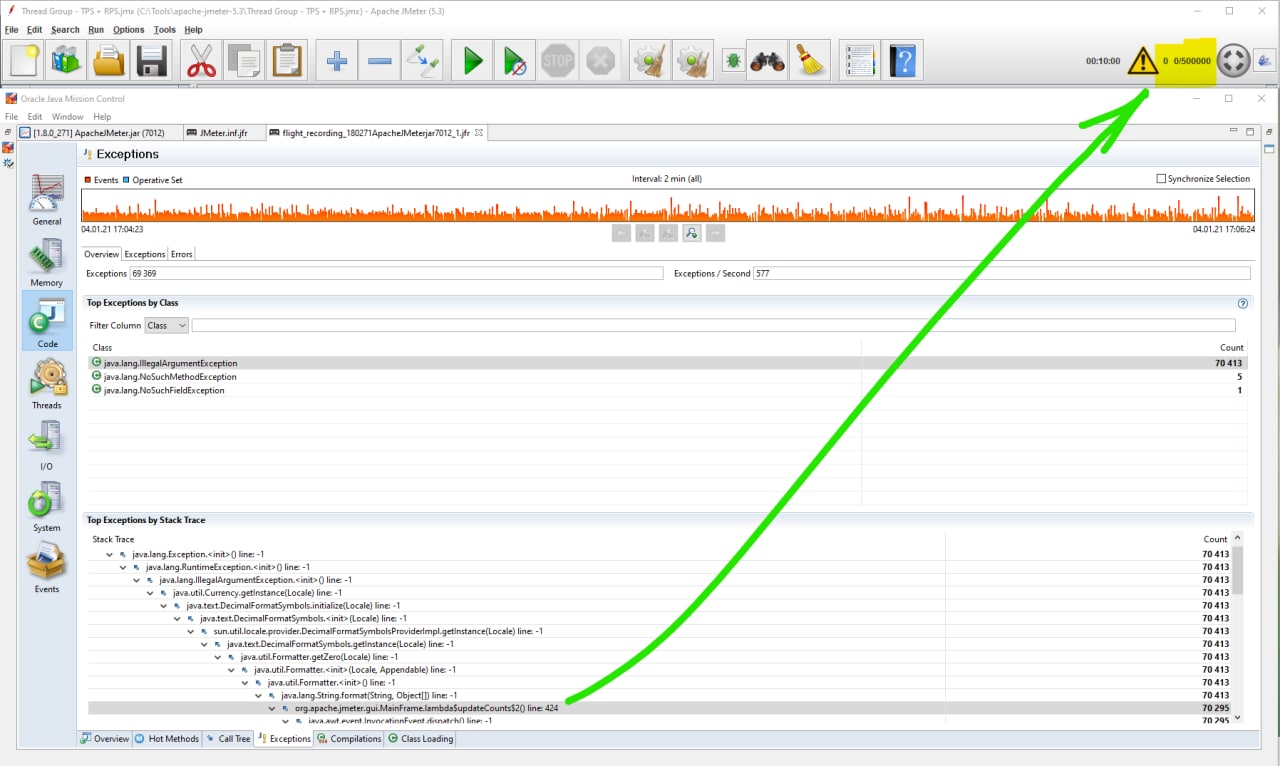 Thread Group - TPS + RPS.jmx (C:\Tools\apache-jmeter-5.3\Thread Group - TPS + RPS.jmx) - Apache JMeter (5.3)
File Edit Search Run Options Tools Help
STOP 00:10:00 0 0/500000
Oracle Java Mission Control
File Edit Window Help
[1.8.0_271] ApacheJMeter.jar (7012) JMeter.inf.jfr flight_recording_180271ApacheJMeterjar7012_1.jfr
Exceptions
Events Operative Set Interval: 2 min (all) Synchronize Selection
04.01.21 17:04:23 04.01.21 17:06:24
General
Memory
Code
Threads
I/O
System
Events
Overview Exceptions Errors
Exceptions 69 369 Exceptions / Second 577
Top Exceptions by Class
Filter Column Class
Class Count
java.lang.IllegalArgumentException 70 413
java.lang.NoSuchMethodException 5
java.lang.NoSuchFieldException 1
Top Exceptions by Stack Trace
Stack Trace Count
java.lang.Exception.<init>() line: -1 70 413
java.lang.RuntimeException.<init>() line: -1 70 413
java.lang.IllegalArgumentException.<init>() line: -1 70 413
java.util.Currency.getInstance(Locale) line: -1 70 413
java.text.DecimalFormatSymbols.initialize(Locale) line: -1 70 413
java.text.DecimalFormatSymbols.<init>(Locale) line: -1 70 413
sun.util.locale.provider.DecimalFormatSymbolsProviderImpl.getInstance(Locale) line: -1 70 413
java.text.DecimalFormatSymbols.getInstance(Locale) line: -1 70 413
java.util.Formatter.getZero(Locale) line: -1 70 413
java.util.Formatter.<init>(Locale, Appendable) line: -1 70 413
java.util.Formatter.<init>() line: -1 70 413
java.lang.String.format(String, Object[]) line: -1 70 413
org.apache.jmeter.gui.MainFrame.lambda$updateCounts$2() line: 424 70 295
java.awt.event.InvocationEvent.dispatch() line: -1 70 295
Overview Hot Methods Call Tree Exceptions Compilations Class Loading